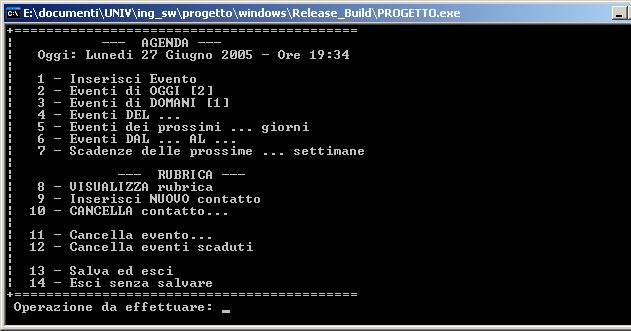 E:\documenti\UNIV\ing_sw\progetto\windows\Release_Build\PROGETTO.exe
+==========================================
¦ --- AGENDA ---
¦ Oggi: Lunedi 27 Giugno 2005 - Ore 19:34
¦
¦ 1 - Inserisci Evento
¦ 2 - Eventi di OGGI [2]
¦ 3 - Eventi di DOMANI [1]
¦ 4 - Eventi DEL ...
¦ 5 - Eventi dei prossimi ... giorni
¦ 6 - Eventi DAL ... AL ...
¦ 7 - Scadenze delle prossime ... settimane
¦
¦ --- RUBRICA ---
¦ 8 - VISUALIZZA rubrica
¦ 9 - Inserisci NUOVO contatto
¦ 10 - CANCELLA contatto...
¦
¦ 11 - Cancella evento...
¦ 12 - Cancella eventi scaduti
¦
¦ 13 - Salva ed esci
¦ 14 - Esci senza salvare
+==========================================
Operazione da effettuare: _